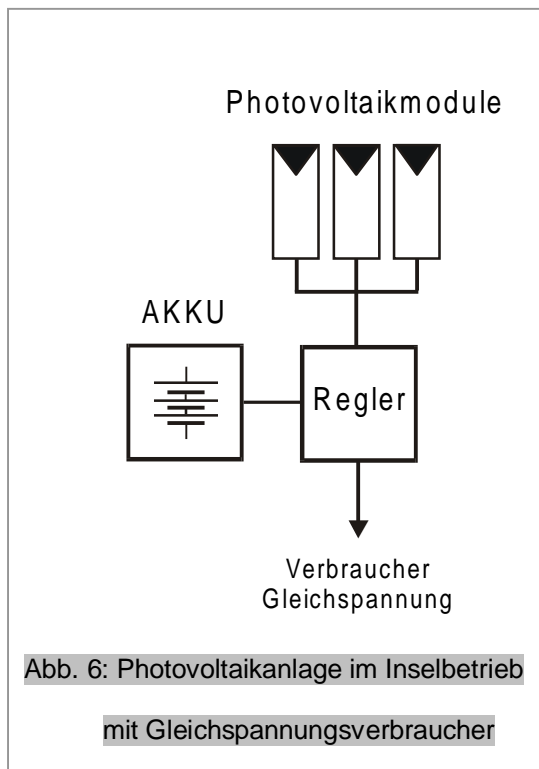 Photovoltaikmodule
AKKU
Regler
Verbraucher
Gleichspannung
Abb. 6: Photovoltaikanlage im Inselbetrieb
mit Gleichspannungsverbraucher